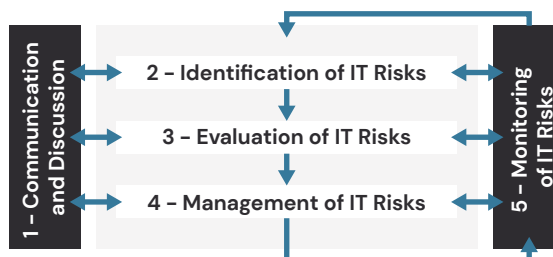 1 – Communication
and Discussion
2 – Identification of IT Risks
3 – Evaluation of IT Risks
4 – Management of IT Risks
5 – Monitoring
of IT Risks